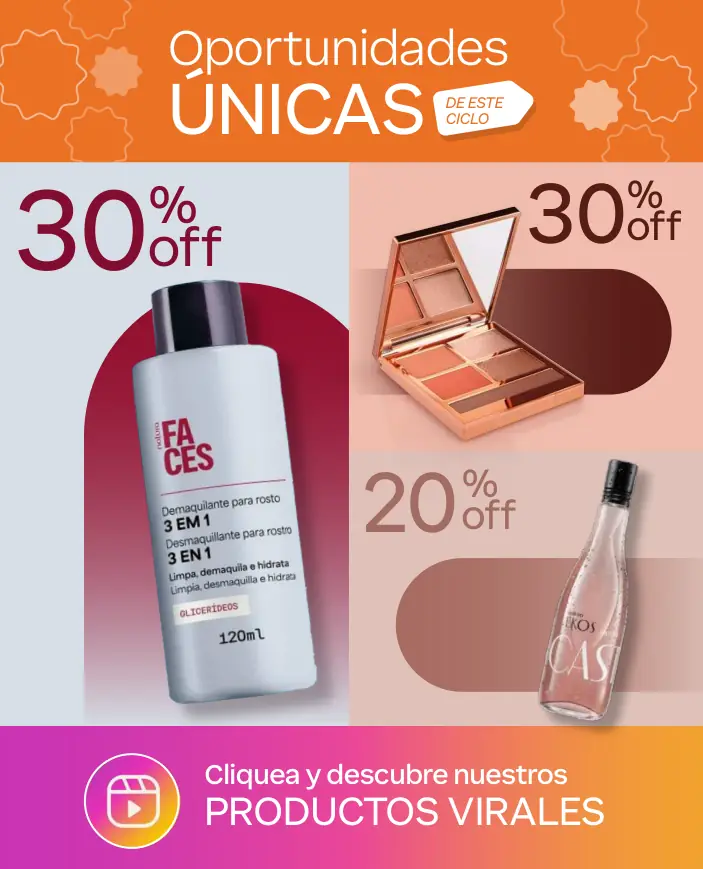 Oportunidades
ÚNICAS
DE ESTE
CICLO
30%
off
30%
off
natura
FA
CES
Demaquilante para rosto
3 EM 1
Desmaquillante para rostro
3 EN 1
Limpa, demaquila e hidrata
Limpia, desmaquilla e hidrata
GLICERÍDEOS
120ml
20%
off
EKOS
CAS
Cliquea y descubre nuestros
PRODUCTOS VIRALES